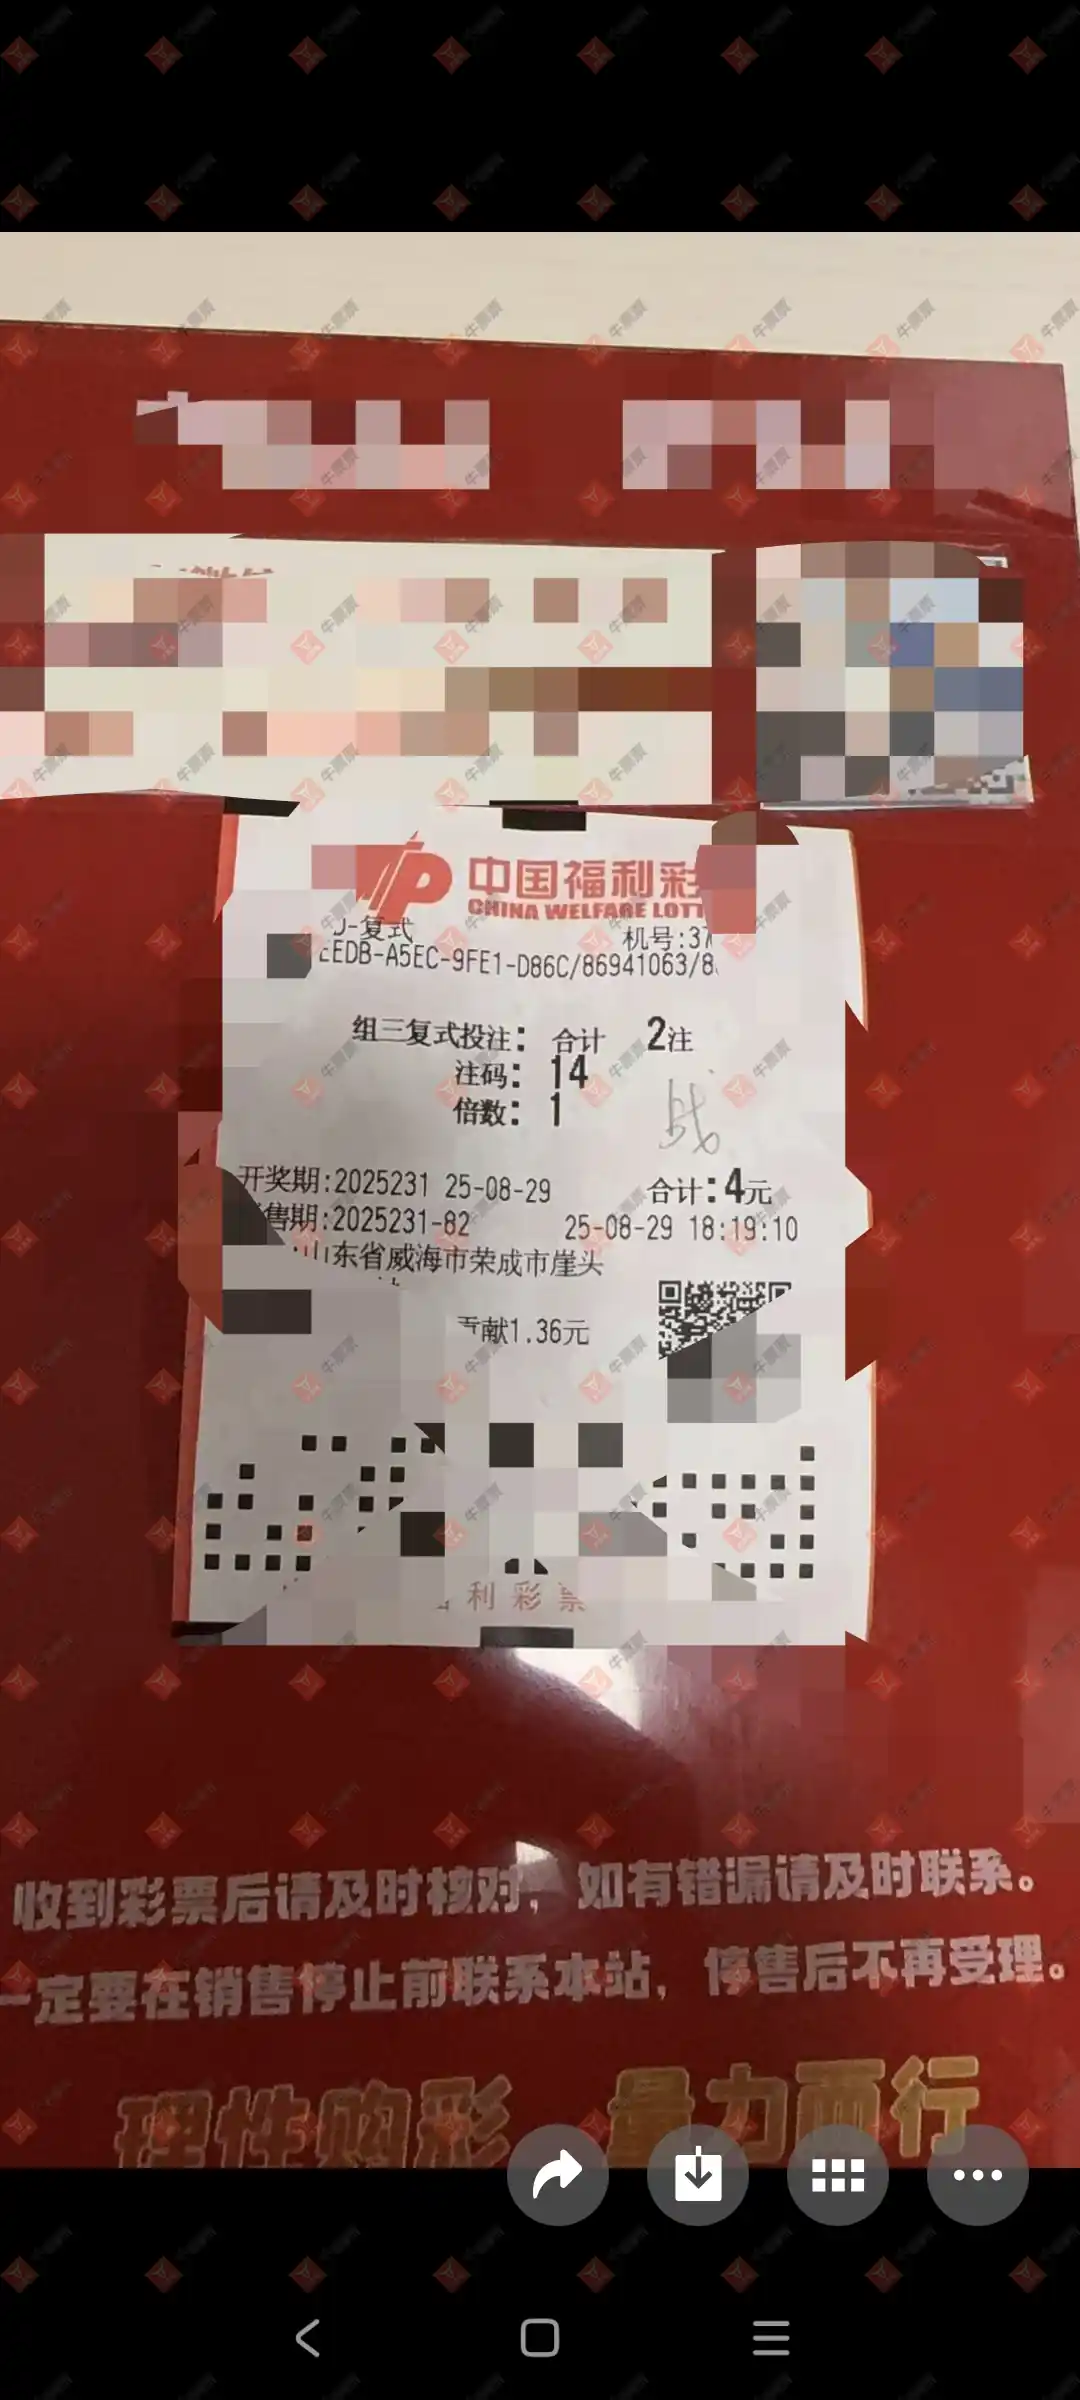 中国福利彩
CHINA WELFARE LOTT
-复式
机号:37
EDB-A5EC-9FE1-D86C/86941063/8
组三复式投注: 合计 2注
注码: 14
倍数: 1
战
开奖期:2025231 25-08-29 合计:4元
售期:2025231-82 25-08-29 18:19:10
山东省威海市荣成市崖头
献1.36元
利彩票
收到彩票后请及时核对，如有错漏请及时联系。
一定要在销售停止前联系本站，停售后不再受理。
理性购彩 量力而行
牛票票